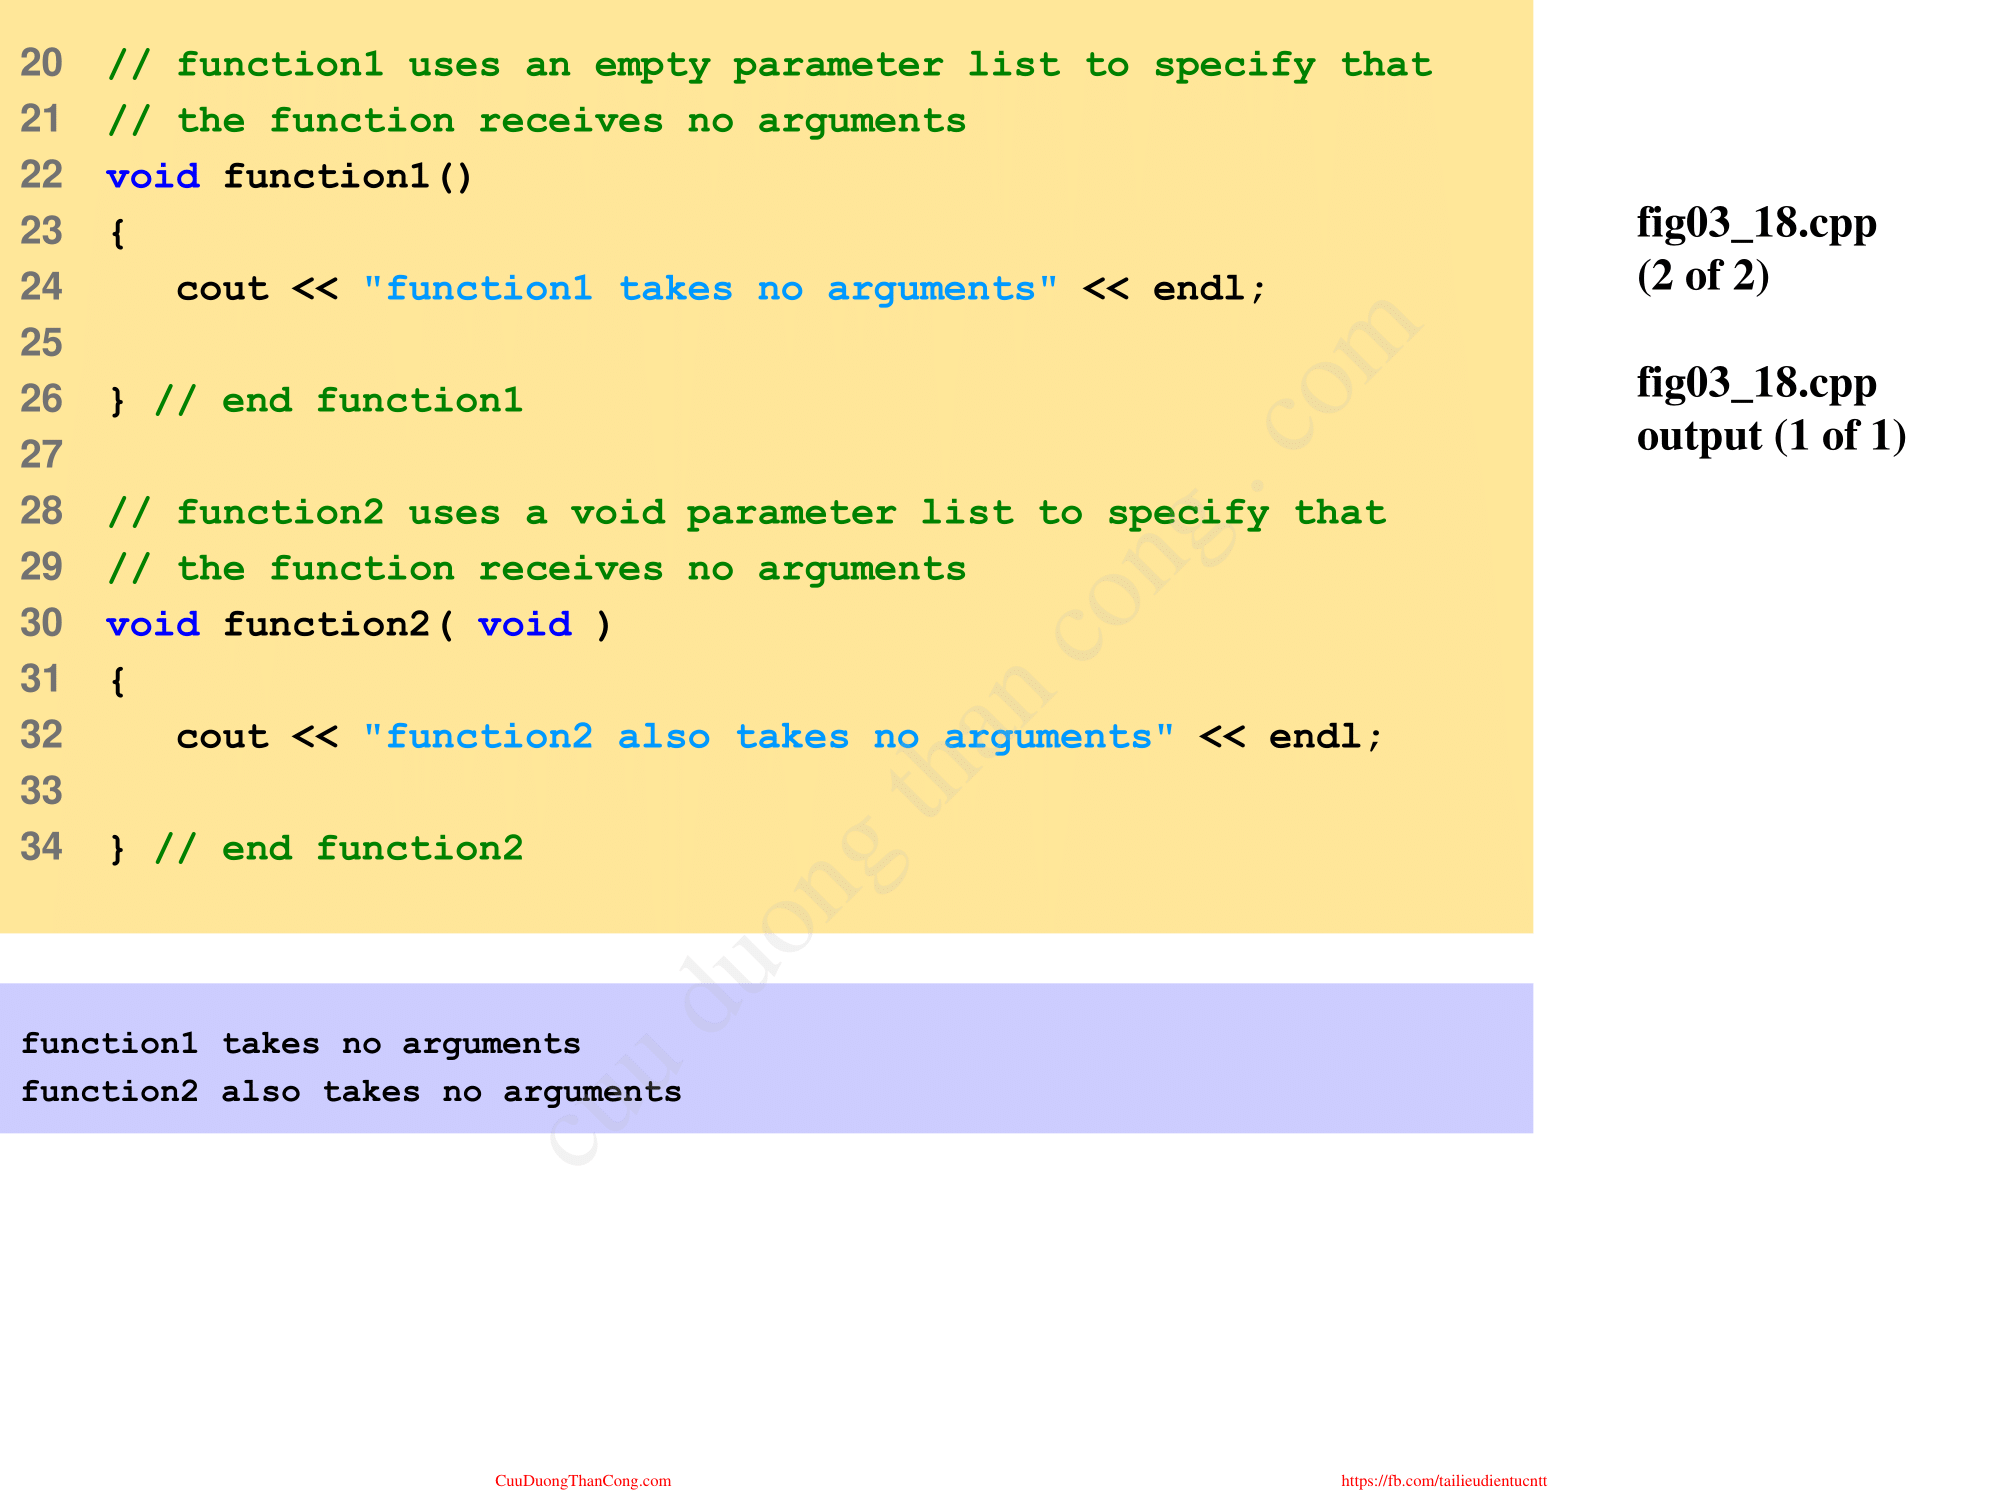 20 // function1 uses an empty parameter list to specify that
21 // the function receives no arguments
22 void function1()
23 {
24 cout << "function1 takes no arguments" << endl;
25
26 } // end function1
27
28 // function2 uses a void parameter list to specify that
29 // the function receives no arguments
30 void function2( void )
31 {
32 cout << "function2 also takes no arguments" << endl;
33
34 } // end function2
fig03_18.cpp
(2 of 2)
fig03_18.cpp
output (1 of 1)
function1 takes no arguments
function2 also takes no arguments
cuu duong than cong . com
CuuDuongThanCong.com
https://fb.com/tailieudientucntt